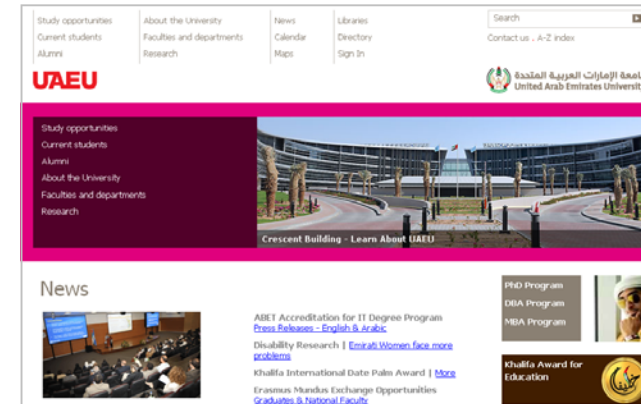 Study opportunities
Current students
Alumni
About the University
Faculties and departments
Research
News
Calendar
Maps
Libraries
Directory
Sign In
Search
Contact us . A-Z index
UAEU
جامعة الإمارات العربية المتحدة
United Arab Emirates University
Study opportunities
Current students
Alumni
About the University
Faculties and departments
Research
Crescent Building - Learn About UAEU
News
ABET Accreditation for IT Degree Program
Press Releases - English & Arabic
Disability Research | Emirati Women face more
problems
Khalifa International Date Palm Award | More
Erasmus Mundus Exchange Opportunities
Graduates & National Faculty
PhD Program
DBA Program
MBA Program
Khalifa Award for
Education